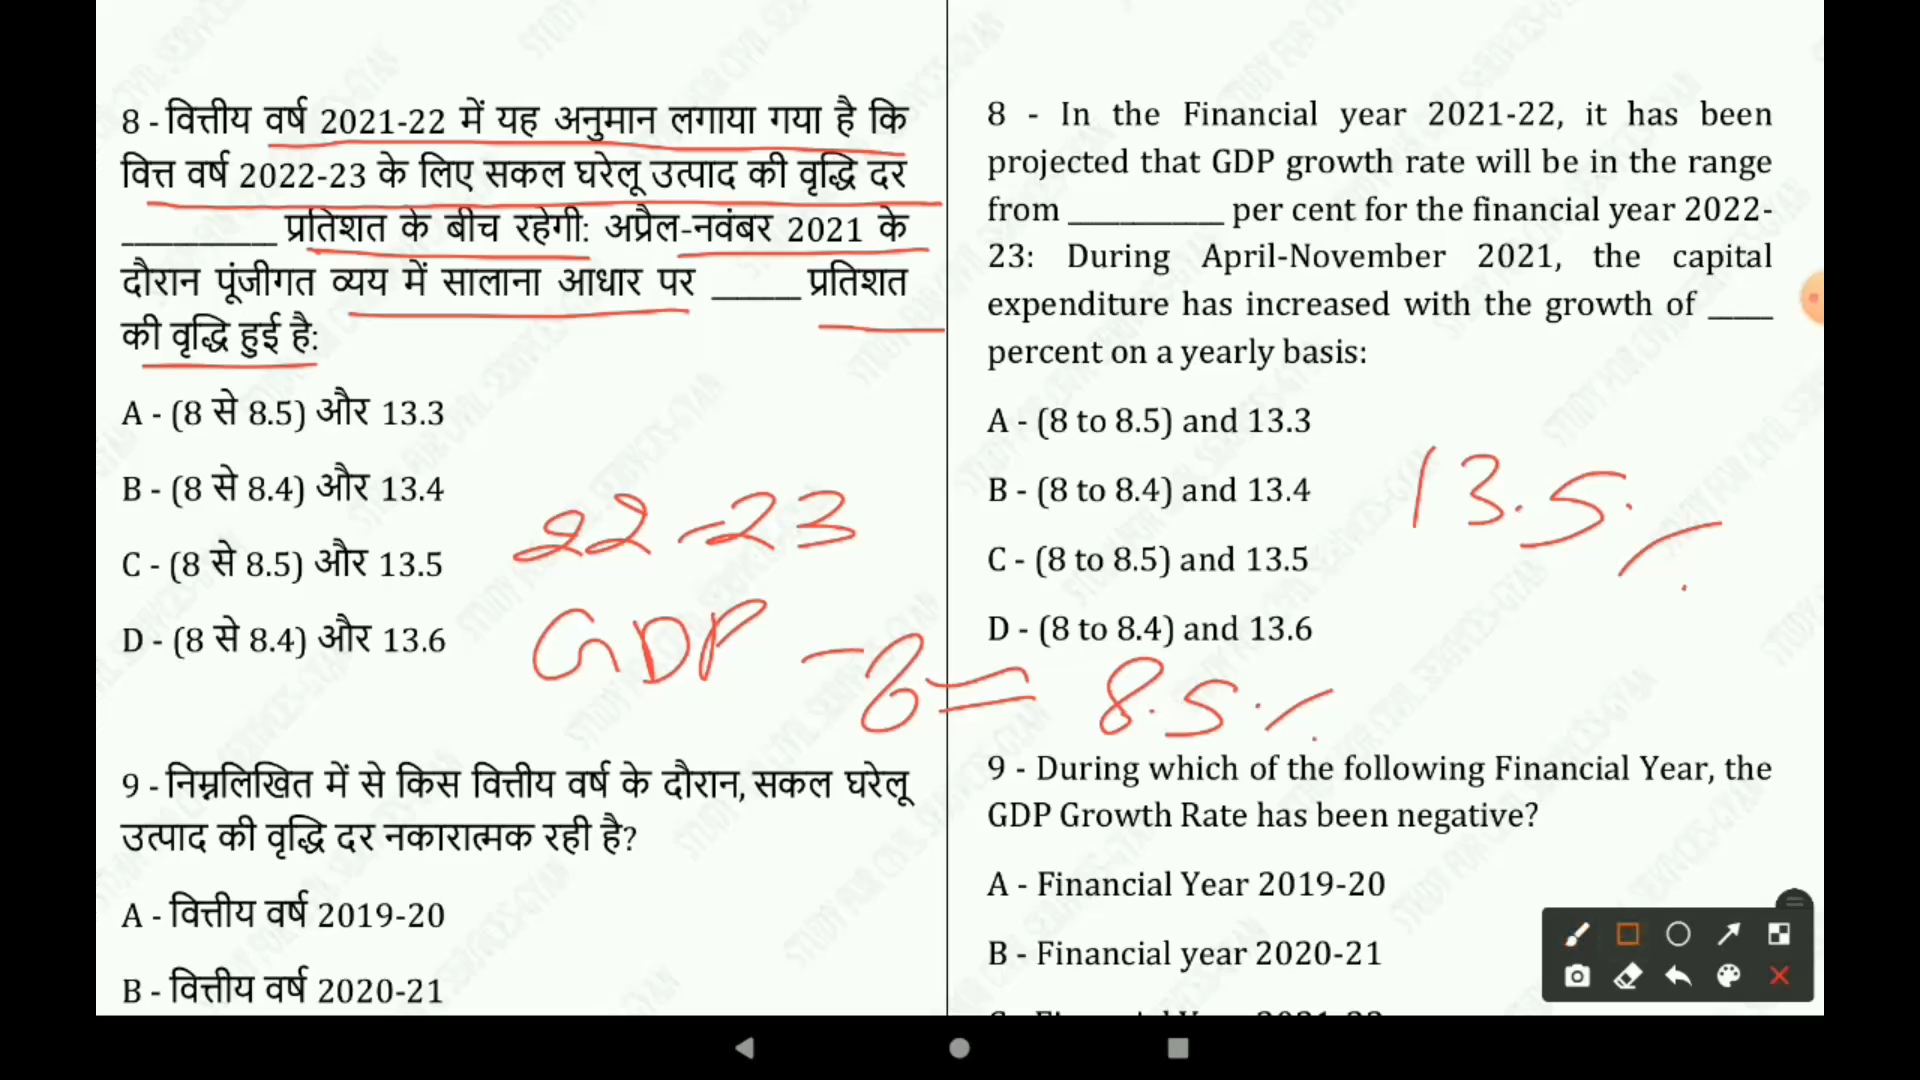 8 - वित्तीय वर्ष 2021-22 में यह अनुमान लगाया गया है कि
वित्त वर्ष 2022-23 के लिए सकल घरेलू उत्पाद की वृद्धि दर
__________ प्रतिशत के बीच रहेगी: अप्रैल-नवंबर 2021 के
दौरान पूंजीगत व्यय में सालाना आधार पर _____ प्रतिशत
की वृद्धि हुई है:
A - (8 से 8.5) और 13.3
B - (8 से 8.4) और 13.4
C - (8 से 8.5) और 13.5
D - (8 से 8.4) और 13.6
22-23
GDP - 8 = 8.5%
9 - निम्नलिखित में से किस वित्तीय वर्ष के दौरान, सकल घरेलू
उत्पाद की वृद्धि दर नकारात्मक रही है?
A - वित्तीय वर्ष 2019-20
B - वित्तीय वर्ष 2020-21
8 - In the Financial year 2021-22, it has been
projected that GDP growth rate will be in the range
from __________ per cent for the financial year 2022-
23: During April-November 2021, the capital
expenditure has increased with the growth of ____
percent on a yearly basis:
A - (8 to 8.5) and 13.3
B - (8 to 8.4) and 13.4
C - (8 to 8.5) and 13.5
D - (8 to 8.4) and 13.6
13.5%
9 - During which of the following Financial Year, the
GDP Growth Rate has been negative?
A - Financial Year 2019-20
B - Financial year 2020-21